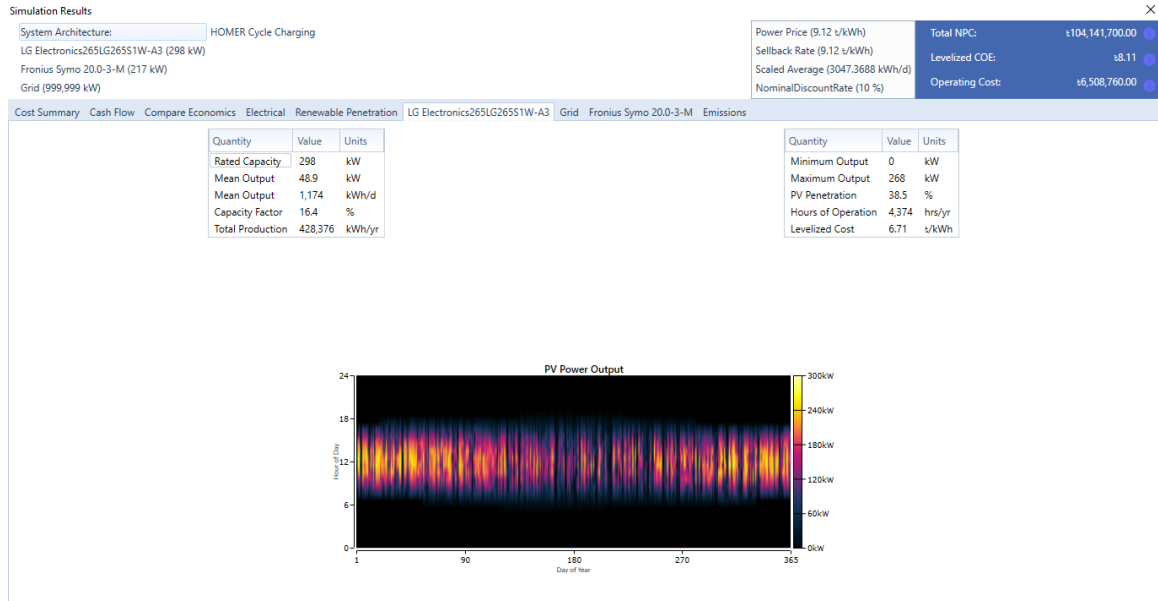 Simulation Results
System Architecture: HOMER Cycle Charging
LG Electronics265LG265S1W-A3 (298 kW)
Fronius Symo 20.0-3-M (217 kW)
Grid (999,999 kW)
Power Price (9.12 ৳/kWh)
Sellback Rate (9.12 ৳/kWh)
Scaled Average (3047.3688 kWh/d)
NominalDiscountRate (10 %)
Total NPC: ৳104,141,700.00
Levelized COE: ৳8.11
Operating Cost: ৳6,508,760.00
Cost Summary Cash Flow Compare Economics Electrical Renewable Penetration LG Electronics265LG265S1W-A3 Grid Fronius Symo 20.0-3-M Emissions
Quantity Value Units
Rated Capacity 298 kW
Mean Output 48.9 kW
Mean Output 1,174 kWh/d
Capacity Factor 16.4 %
Total Production 428,376 kWh/yr
Quantity Value Units
Minimum Output 0 kW
Maximum Output 268 kW
PV Penetration 38.5 %
Hours of Operation 4,374 hrs/yr
Levelized Cost 6.71 ৳/kWh
PV Power Output
24
18
12
6
0
Hour of Day
1 90 180 270 365
Day of Year
300kW
240kW
180kW
120kW
60kW
0kW